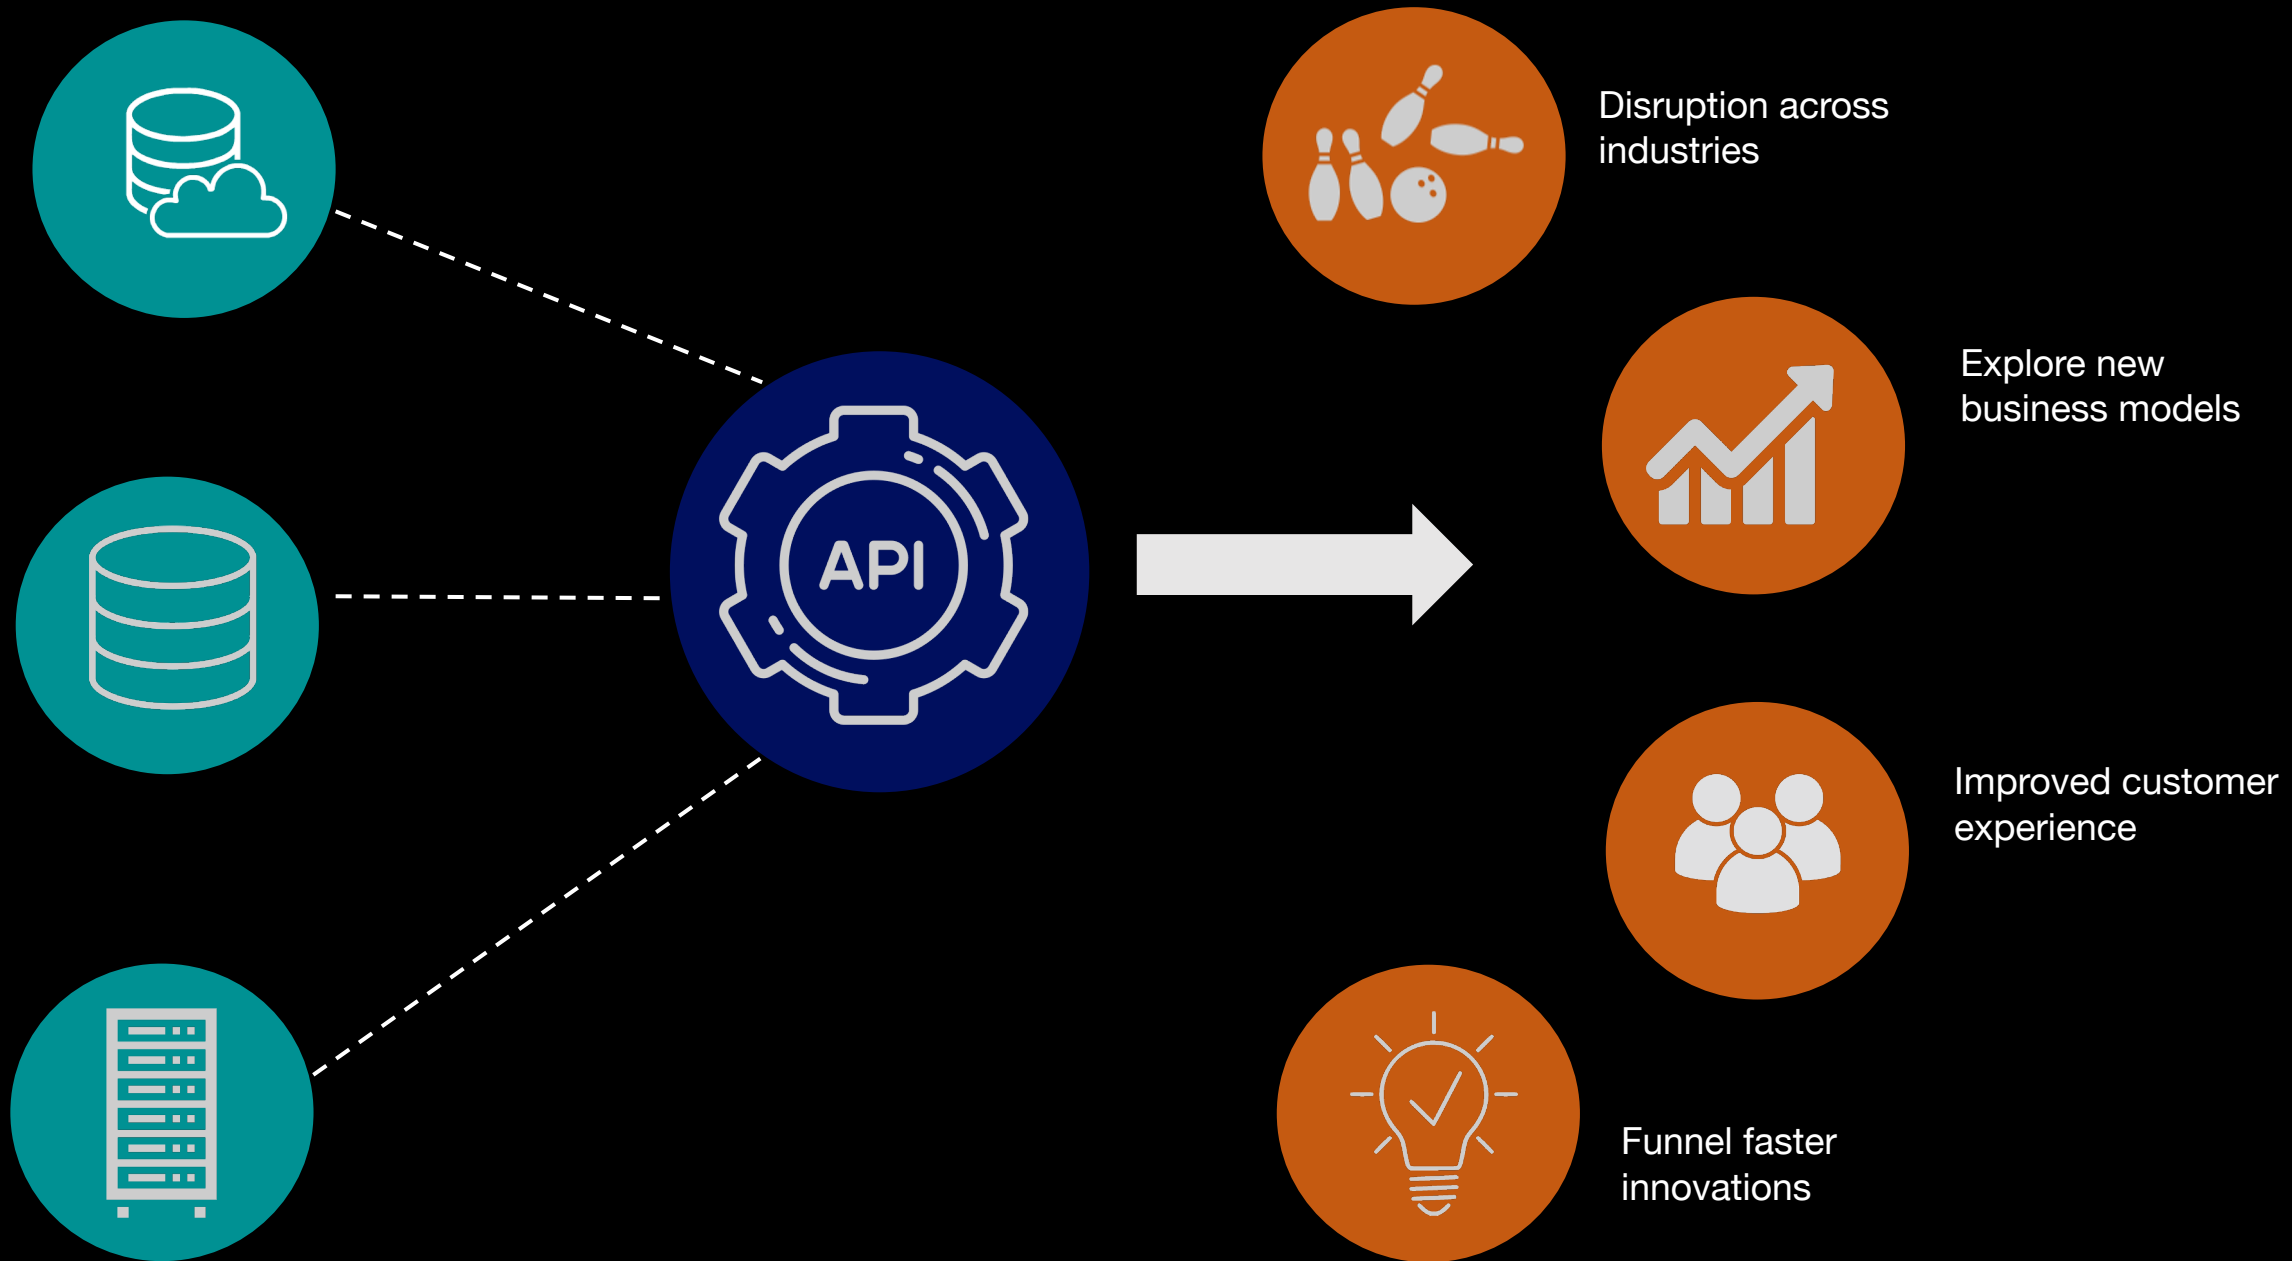 Disruption across
industries
Explore new
business models
API
Improved customer
experience
Funnel faster
innovations